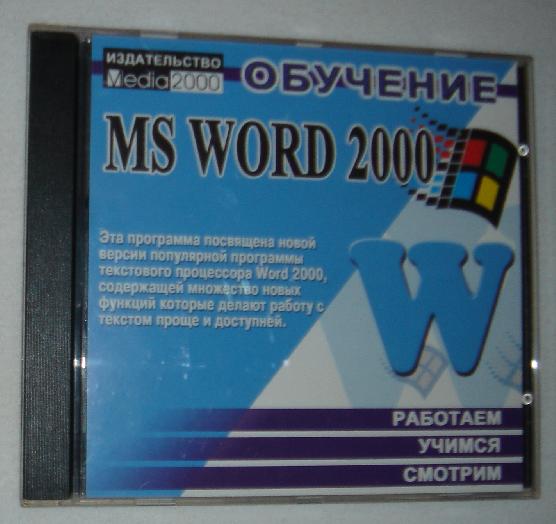 ИЗДАТЕЛЬСТВО
Media2000
ОБУЧЕНИЕ
MS WORD 2000
Эта программа посвящена новой
версии популярной программы
текстового процессора Word 2000,
содержащей множество новых
функций которые делают работу с
текстом проще и доступней.
W
РАБОТАЕМ
УЧИМСЯ
СМОТРИМ